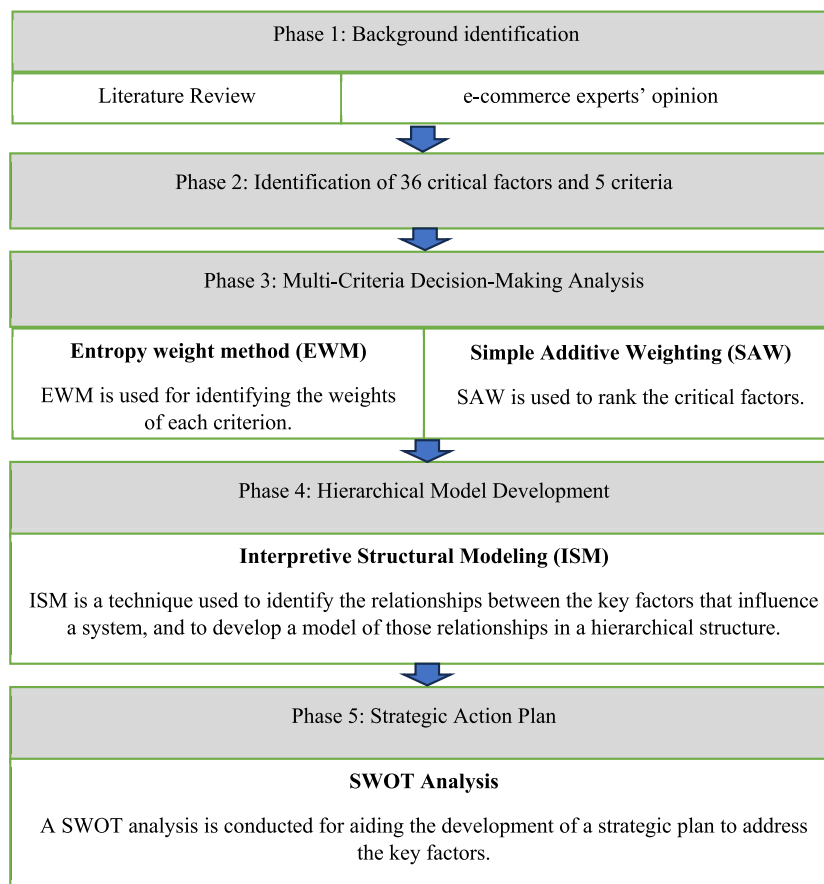 Phase 1: Background identification
Literature Review
e-commerce experts’ opinion
Phase 2: Identification of 36 critical factors and 5 criteria
Phase 3: Multi-Criteria Decision-Making Analysis
Entropy weight method (EWM)
EWM is used for identifying the weights
of each criterion.
Simple Additive Weighting (SAW)
SAW is used to rank the critical factors.
Phase 4: Hierarchical Model Development
Interpretive Structural Modeling (ISM)
ISM is a technique used to identify the relationships between the key factors that influence
a system, and to develop a model of those relationships in a hierarchical structure.
Phase 5: Strategic Action Plan
SWOT Analysis
A SWOT analysis is conducted for aiding the development of a strategic plan to address
the key factors.